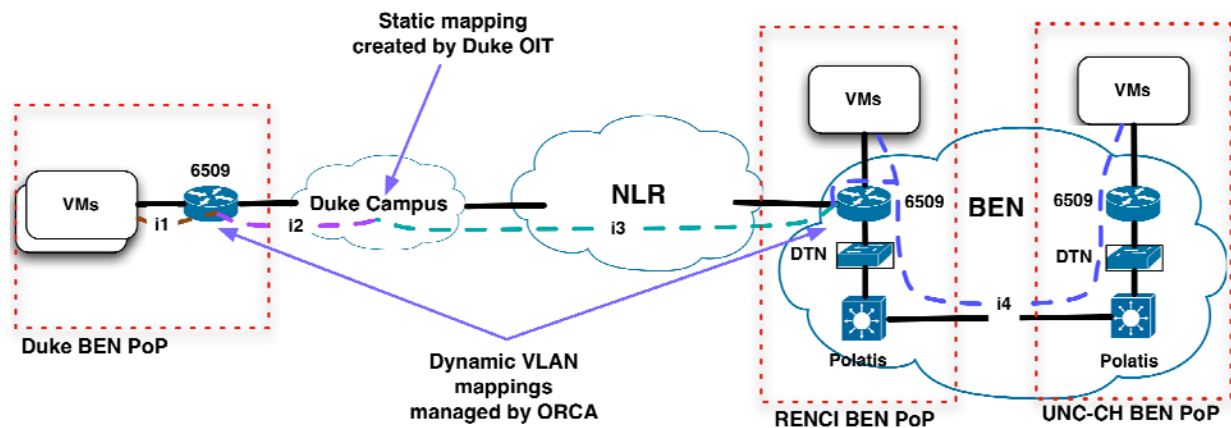 Static mapping
created by Duke OIT
VMs
VMs
6509
VMs
Duke Campus
NLR
6509
BEN
6509
i1
i2
i3
DTN
DTN
i4
Duke BEN PoP
Polatis
Polatis
Dynamic VLAN
mappings
managed by ORCA
RENCI BEN PoP
UNC-CH BEN PoP